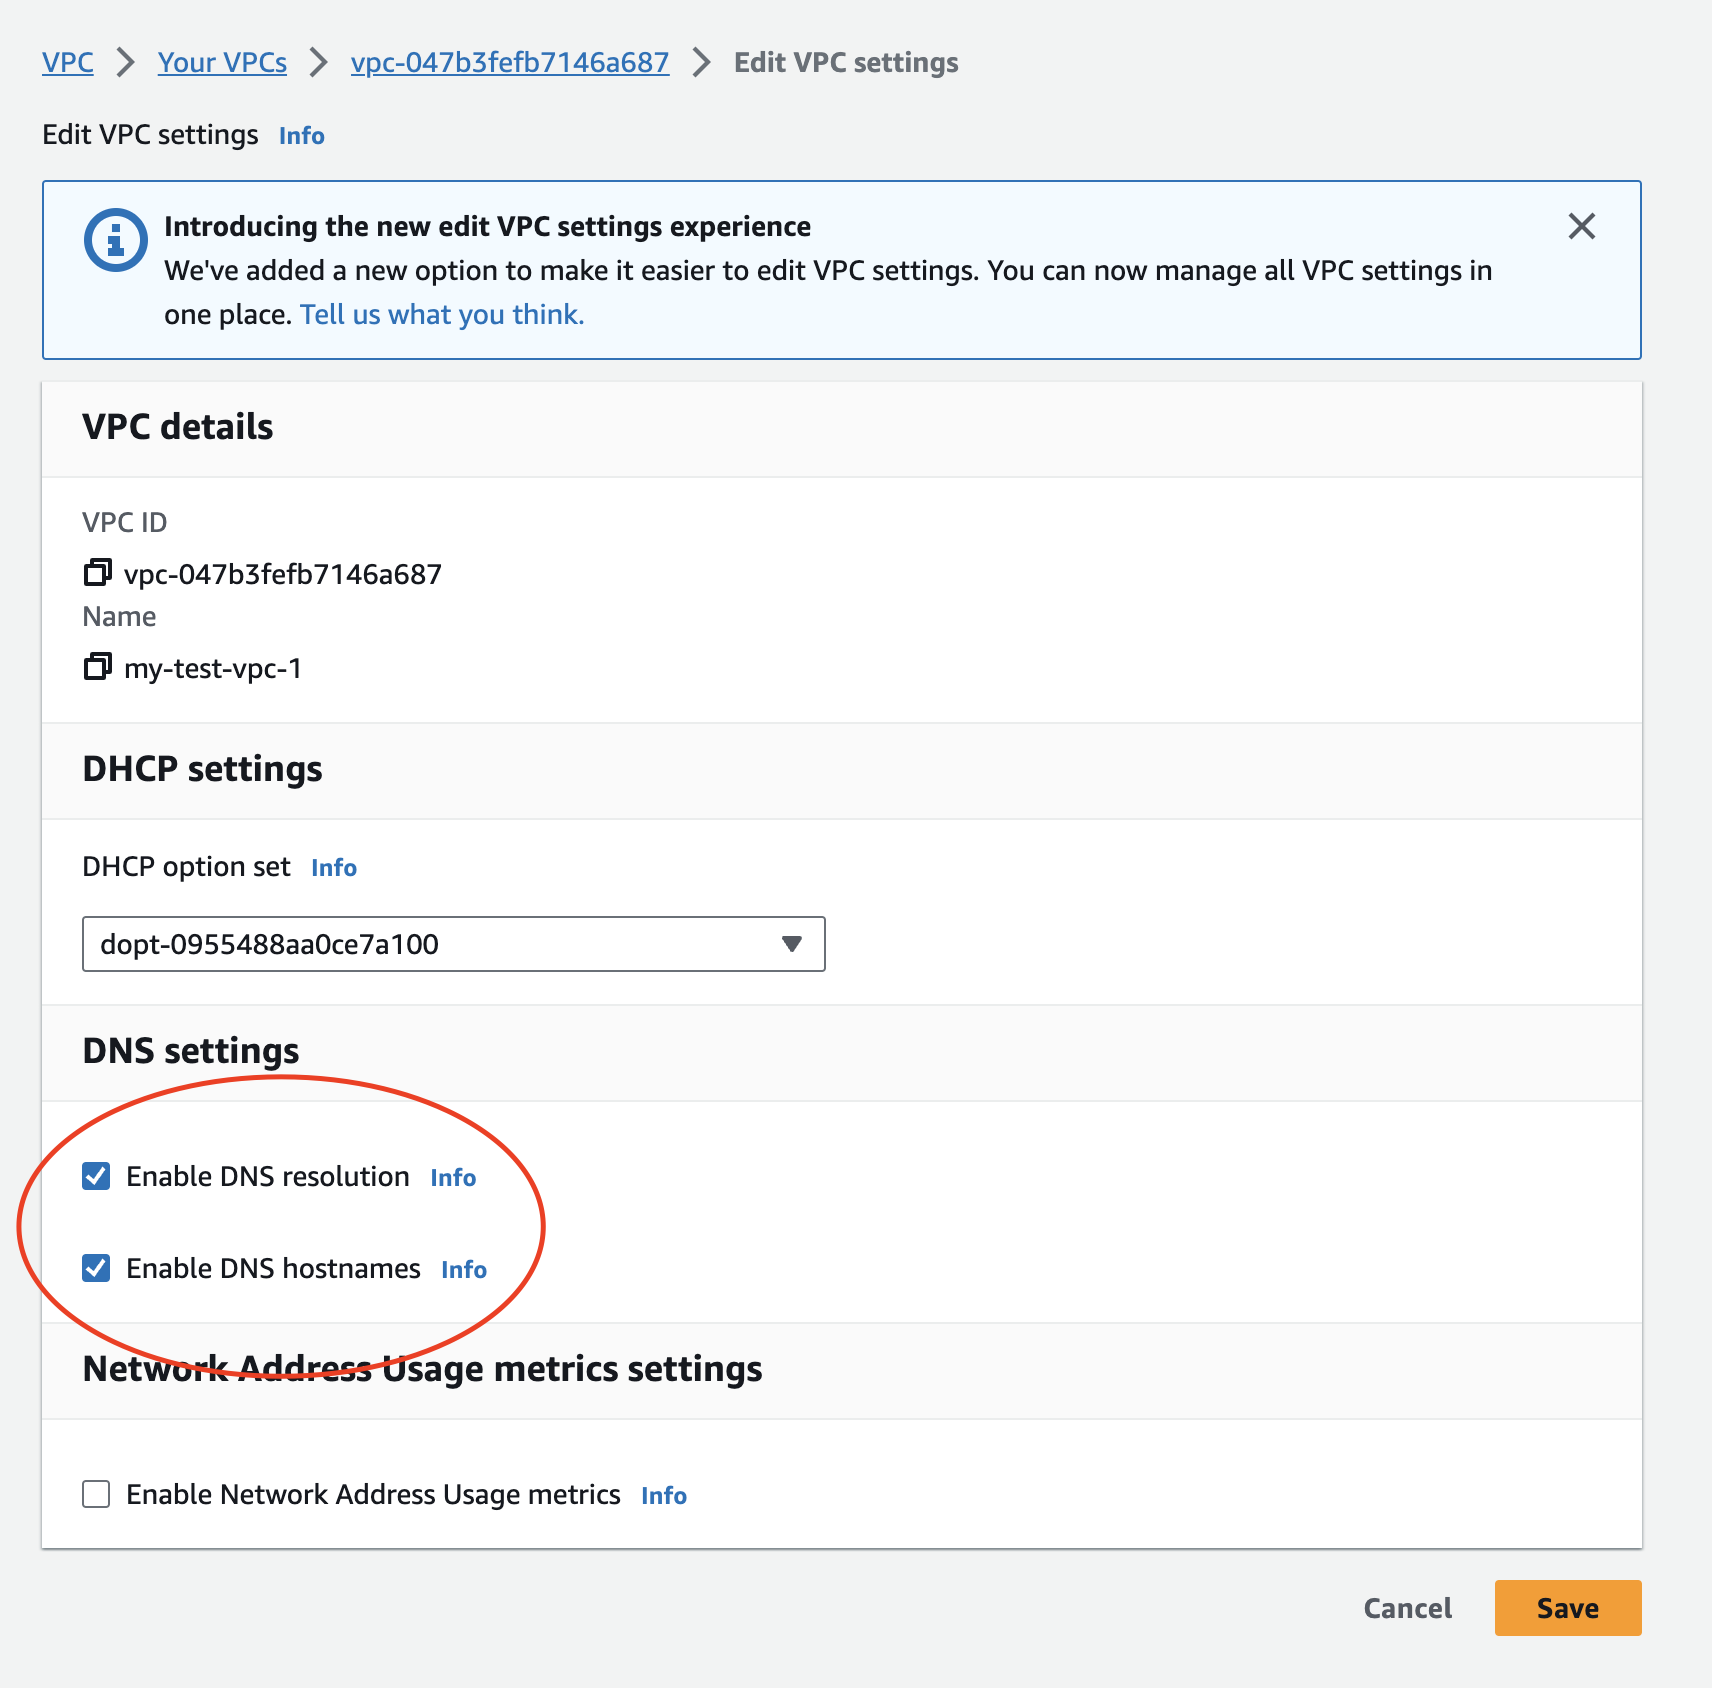 VPC > Your VPCs > vpc-047b3fefb7146a687 > Edit VPC settings
Edit VPC settings Info
Introducing the new edit VPC settings experience
We've added a new option to make it easier to edit VPC settings. You can now manage all VPC settings in
one place. Tell us what you think.
VPC details
VPC ID
vpc-047b3fefb7146a687
Name
my-test-vpc-1
DHCP settings
DHCP option set Info
dopt-0955488aa0ce7a100
DNS settings
Enable DNS resolution Info
Enable DNS hostnames Info
Network Address Usage metrics settings
Enable Network Address Usage metrics Info
Cancel Save